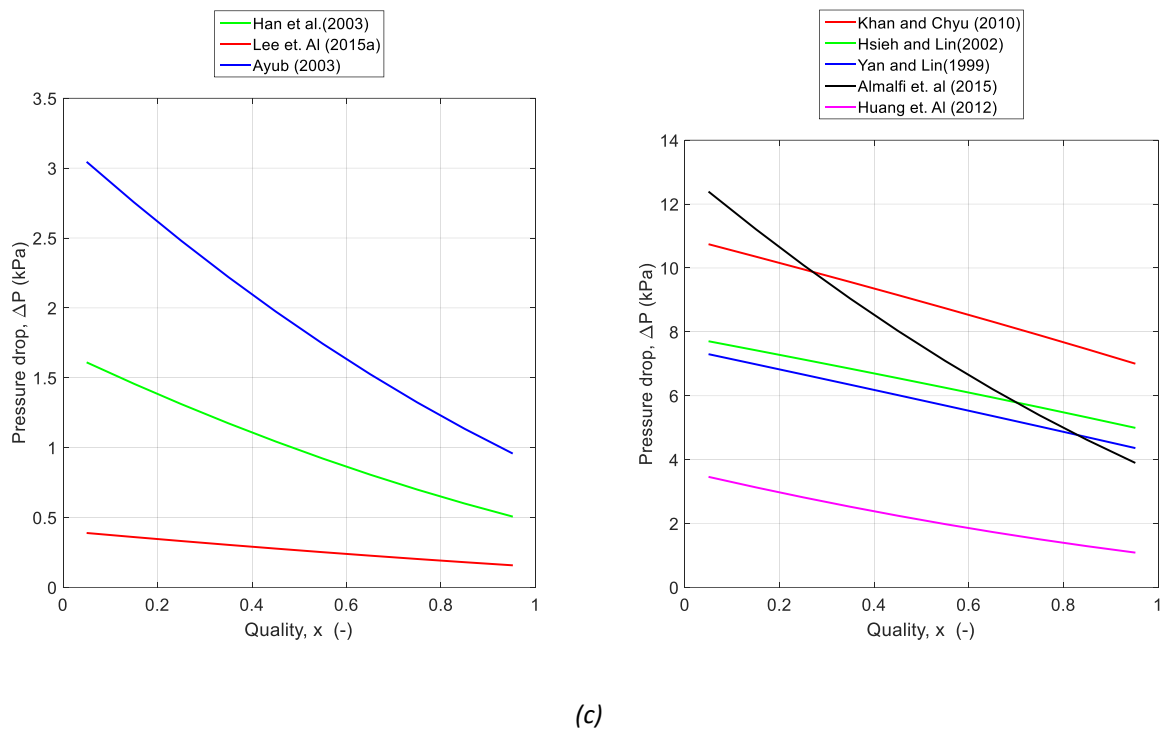 Han et al.(2003)
Lee et. Al (2015a)
Ayub (2003)
3.5
3
2.5
2
1.5
1
0.5
0
Pressure drop, ΔP (kPa)
0 0.2 0.4 0.6 0.8 1
Quality, x (-)
Khan and Chyu (2010)
Hsieh and Lin(2002)
Yan and Lin(1999)
Almalfi et. al (2015)
Huang et. Al (2012)
14
12
10
8
6
4
2
0
Pressure drop, ΔP (kPa)
0 0.2 0.4 0.6 0.8 1
Quality, x (-)
(c)